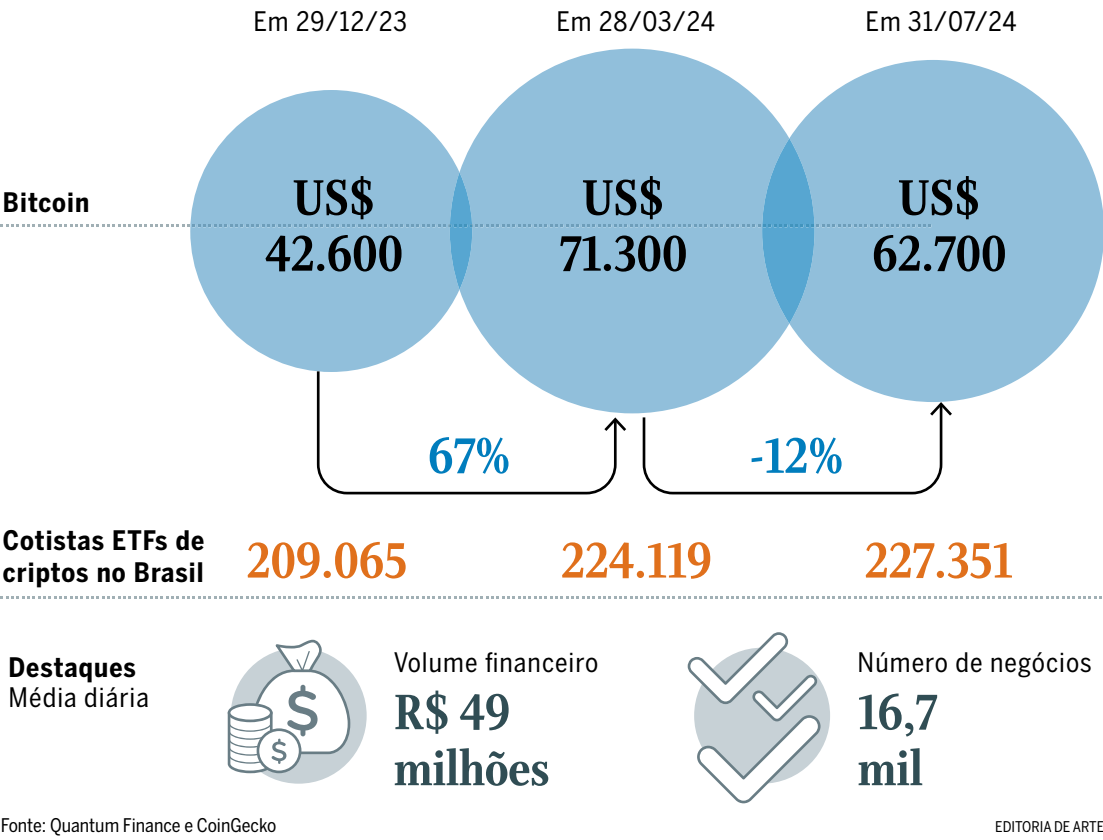 Em 29/12/23
Em 28/03/24
Em 31/07/24
Bitcoin
US$
42.600
US$
71.300
US$
62.700
67%
-12%
Cotistas ETFs de
criptos no Brasil
209.065
224.119
227.351
Destaques
Média diária
$
$
Volume financeiro
R$ 49
milhões
Número de negócios
16,7
mil
Fonte: Quantum Finance e CoinGecko
EDITORIA DE ARTE